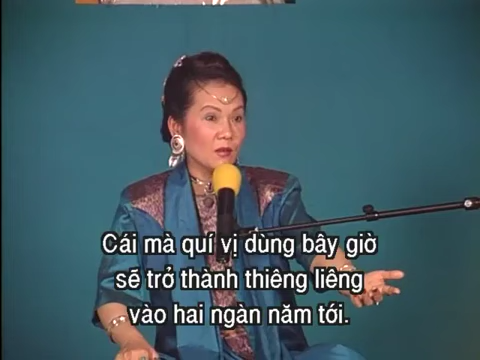 Cái mà quí vị dùng bây giờ
sẽ trở thành thiêng liêng
vào hai ngàn năm tới.